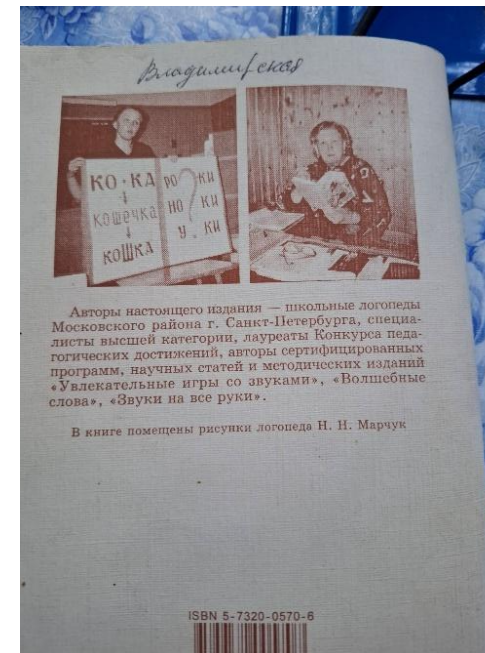 Владимирская
КО·КА
кошечка
КОШКА
РО КИ
НО ? КИ
У . КИ
Авторы настоящего издания — школьные логопеды
Московского района г. Санкт-Петербурга, специа-
листы высшей категории, лауреаты Конкурса педа-
гогических достижений, авторы сертифицированных
программ, научных статей и методических изданий
«Увлекательные игры со звуками», «Волшебные
слова», «Звуки на все руки».
В книге помещены рисунки логопеда Н. Н. Марчук
ISBN 5-7320-0570-6